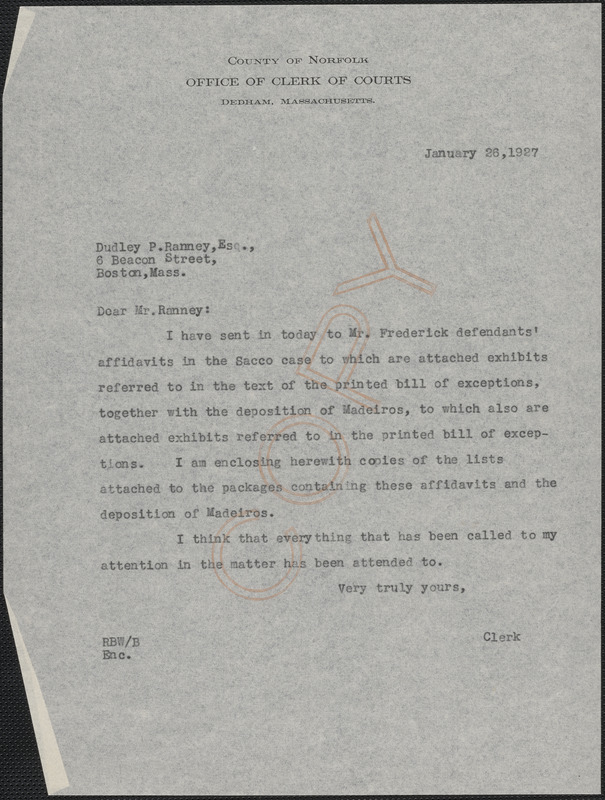 COUNTY OF NORFOLK
OFFICE OF CLERK OF COURTS
DEDHAM, MASSACHUSETTS.
January 26,1927
Dudley P.Ranney,Esq.,
6 Beacon Street,
Boston,Mass.
Dear Mr.Ranney:
I have sent in today to Mr. Frederick defendants'
affidavits in the Sacco case to which are attached exhibits
referred to in the text of the printed bill of exceptions,
together with the deposition of Madeiros, to which also are
attached exhibits referred to in the printed bill of excep-
tions. I am enclosing herewith copies of the lists
attached to the packages containing these affidavits and the
deposition of Madeiros.
I think that everything that has been called to my
attention in the matter has been attended to.
Very truly yours,
Clerk
RBW/B
Enc.
COPY